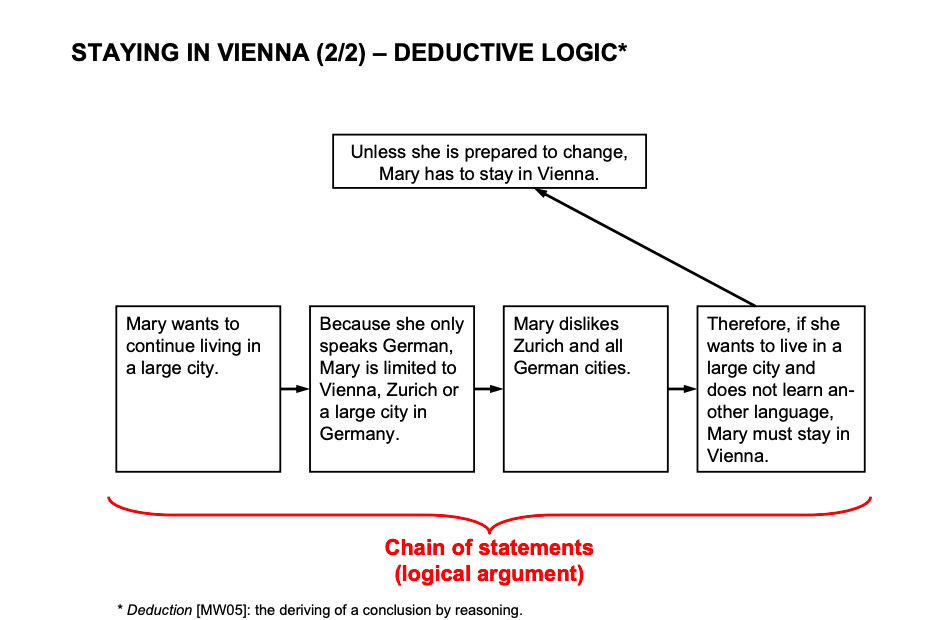 STAYING IN VIENNA (2/2) – DEDUCTIVE LOGIC*
Unless she is prepared to change,
Mary has to stay in Vienna.
Mary wants to
continue living in
a large city.
Because she only
speaks German,
Mary is limited to
Vienna, Zurich or
a large city in
Germany.
Mary dislikes
Zurich and all
German cities.
Therefore, if she
wants to live in a
large city and
does not learn an-
other language,
Mary must stay in
Vienna.
Chain of statements
(logical argument)
* Deduction [MW05]: the deriving of a conclusion by reasoning.